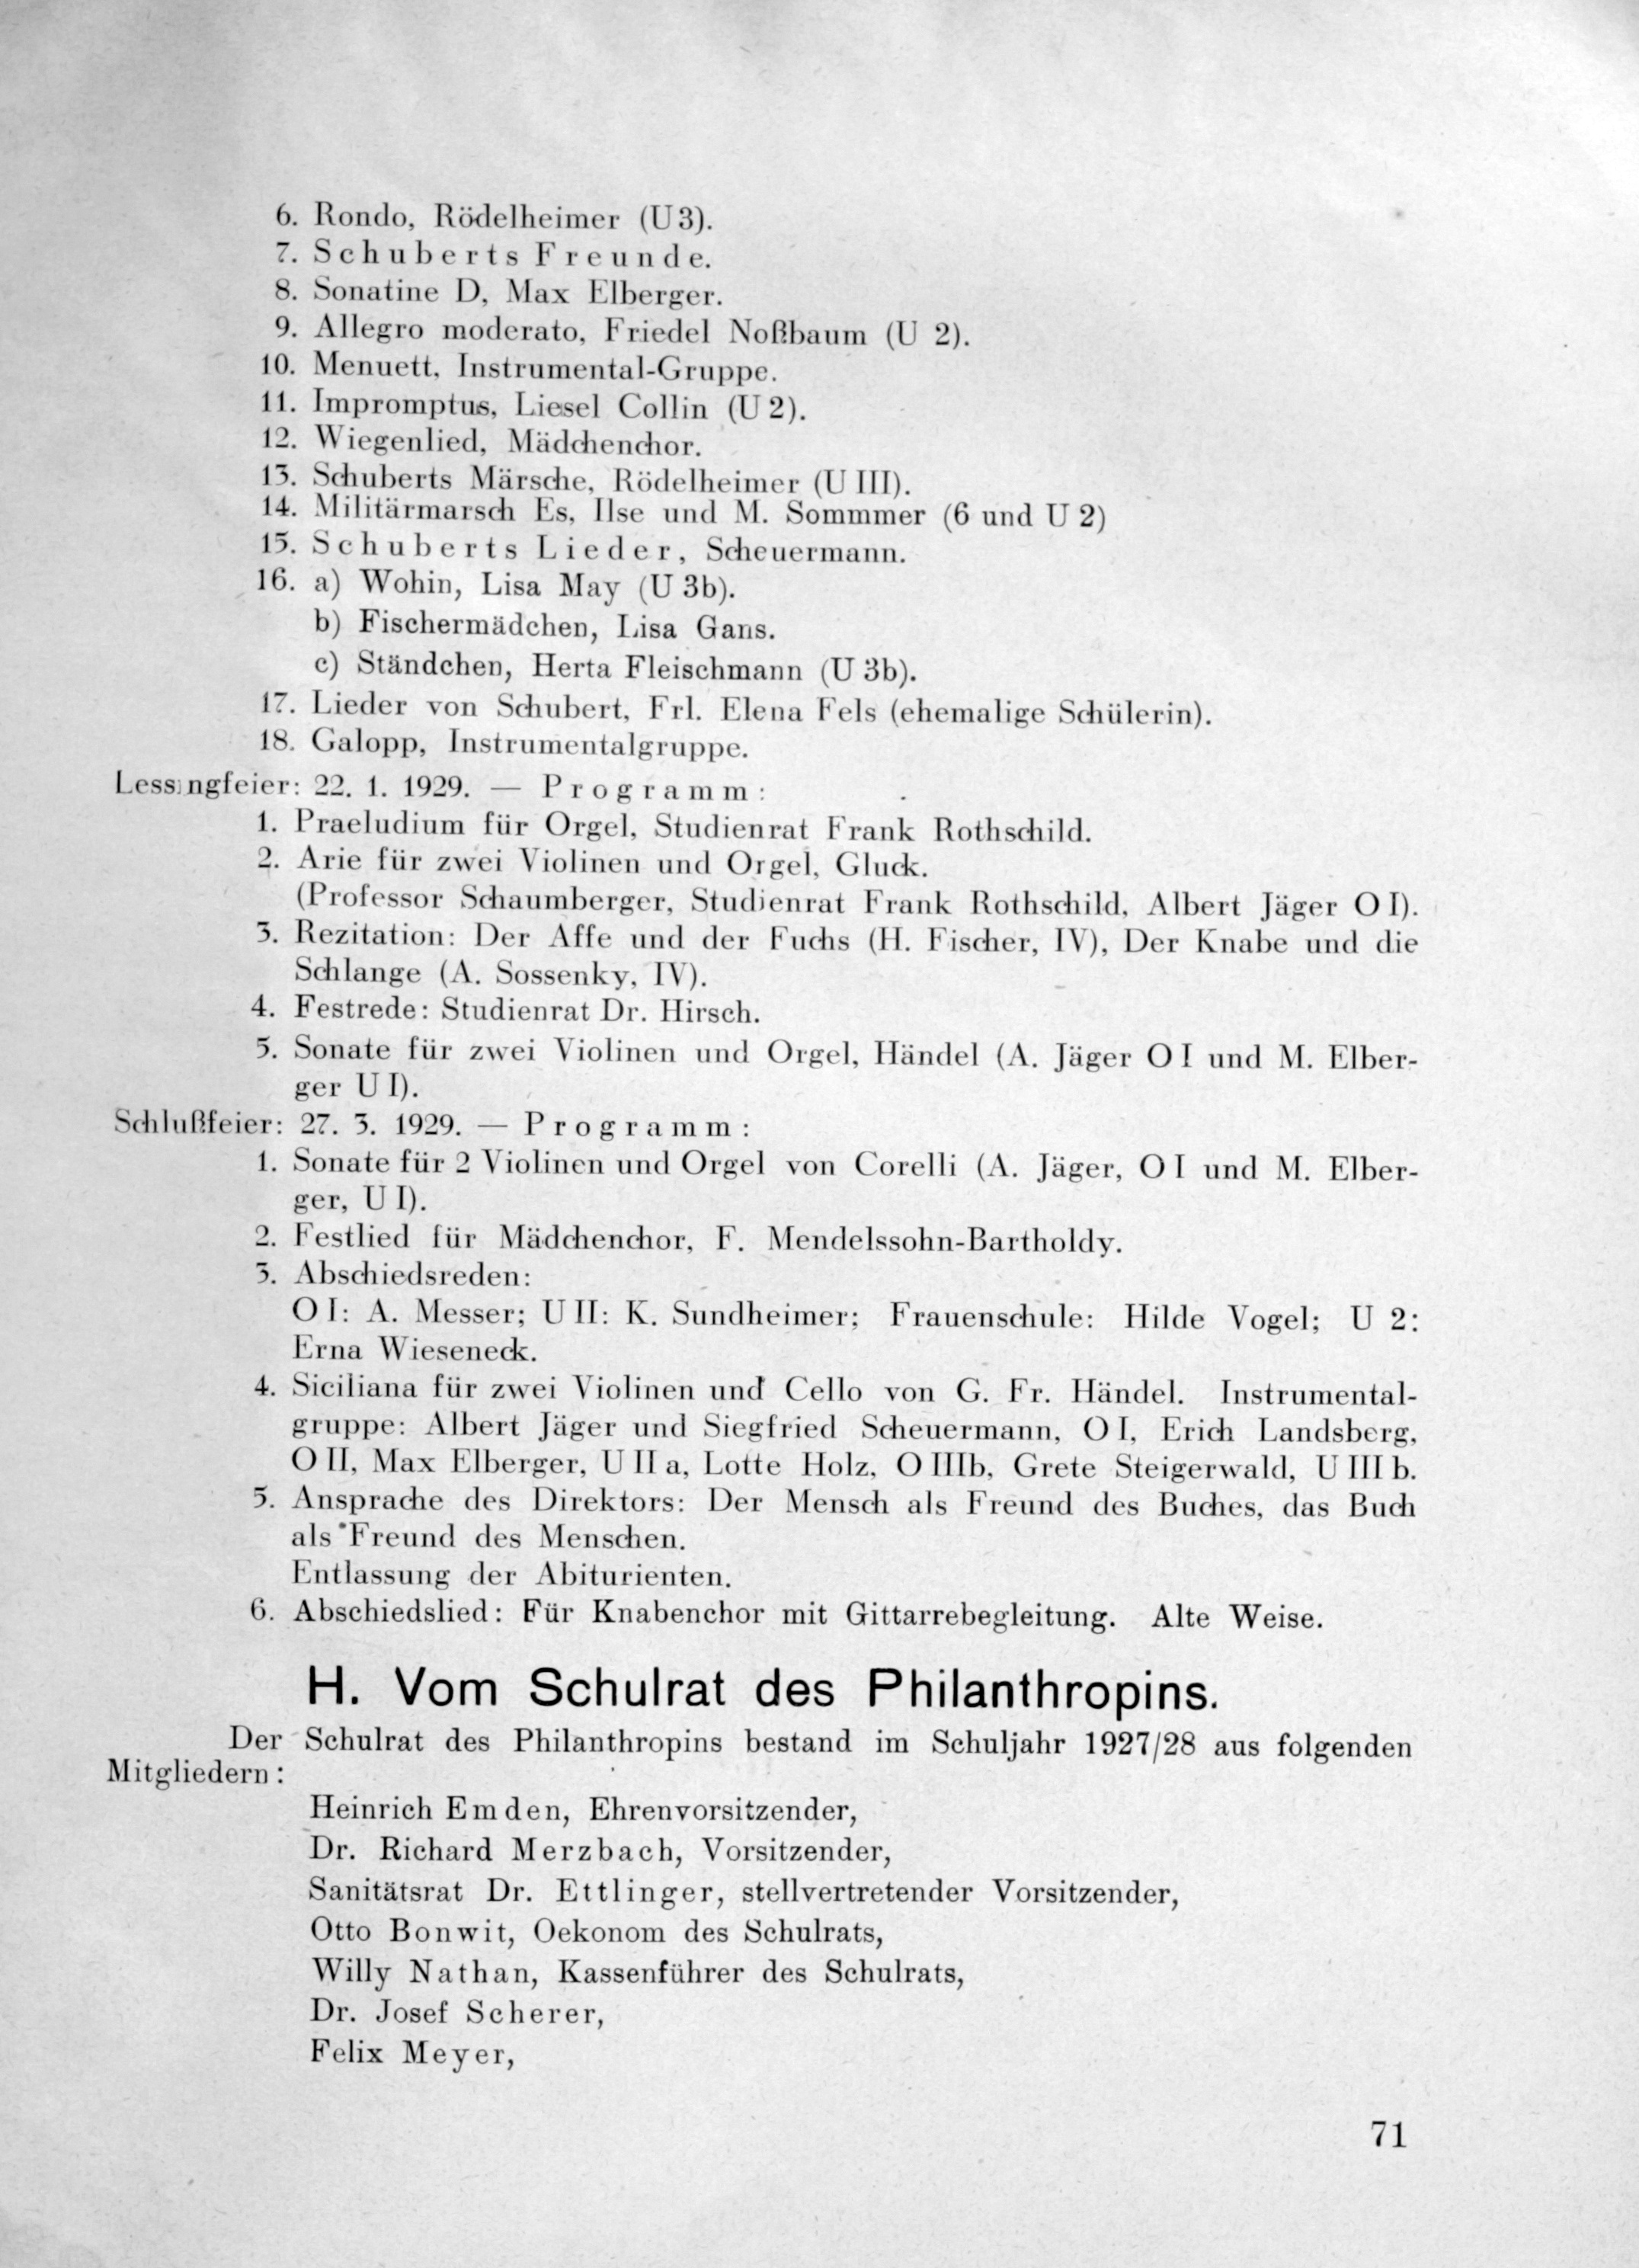 6. Rondo, Rödelheimer (U 3).
7. Schuberts Freunde.
8. Sonatine D, Max Elberger.
9. Allegro moderato, Friedel Noßbaum (U 2).
10. Menuett, Instrumental-Gruppe.
11. Impromptus, Liesel Collin (U 2).
12. Wiegenlied, Mädchenchor.
13. Schuberts Märsche, Rödelheimer (U III).
14. Militärmarsch Es, Ilse und M. Sommmer (6 und U 2)
15. Schuberts Lieder, Scheuermann.
16. a) Wohin, Lisa May (U 3b).
b) Fischermädchen, Lisa Gans.
c) Ständchen, Herta Fleischmann (U 3b).
17. Lieder von Schubert, Frl. Elena Fels (ehemalige Schülerin).
18. Galopp, Instrumentalgruppe.
Lessingfeier: 22. 1. 1929. — Programm:
1. Praeludium für Orgel, Studienrat Frank Rothschild.
2. Arie für zwei Violinen und Orgel, Gluck.
(Professor Schaumberger, Studienrat Frank Rothschild, Albert Jäger O I).
3. Rezitation: Der Affe und der Fuchs (H. Fischer, IV), Der Knabe und die
Schlange (A. Sossenky, IV).
4. Festrede: Studienrat Dr. Hirsch.
5. Sonate für zwei Violinen und Orgel, Händel (A. Jäger O I und M. Elber-
ger U I).
Schlußfeier: 27. 3. 1929. — Programm:
1. Sonate für 2 Violinen und Orgel von Corelli (A. Jäger, O I und M. Elber-
ger, U I).
2. Festlied für Mädchenchor, F. Mendelssohn-Bartholdy.
3. Abschiedsreden:
O I: A. Messer; U II: K. Sundheimer; Frauenschule: Hilde Vogel; U 2:
Erna Wieseneck.
4. Siciliana für zwei Violinen und Cello von G. Fr. Händel. Instrumental-
gruppe: Albert Jäger und Siegfried Scheuermann, O I, Erich Landsberg,
O II, Max Elberger, U II a, Lotte Holz, O IIIb, Grete Steigerwald, U III b.
5. Ansprache des Direktors: Der Mensch als Freund des Buches, das Buch
als Freund des Menschen.
Entlassung der Abiturienten.
6. Abschiedslied: Für Knabenchor mit Gittarrebegleitung. Alte Weise.
H. Vom Schulrat des Philanthropins.
Der Schulrat des Philanthropins bestand im Schuljahr 1927/28 aus folgenden
Mitgliedern:
Heinrich Emden, Ehrenvorsitzender,
Dr. Richard Merzbach, Vorsitzender,
Sanitätsrat Dr. Ettlinger, stellvertretender Vorsitzender,
Otto Bonwit, Oekonom des Schulrats,
Willy Nathan, Kassenführer des Schulrats,
Dr. Josef Scherer,
Felix Meyer,
71